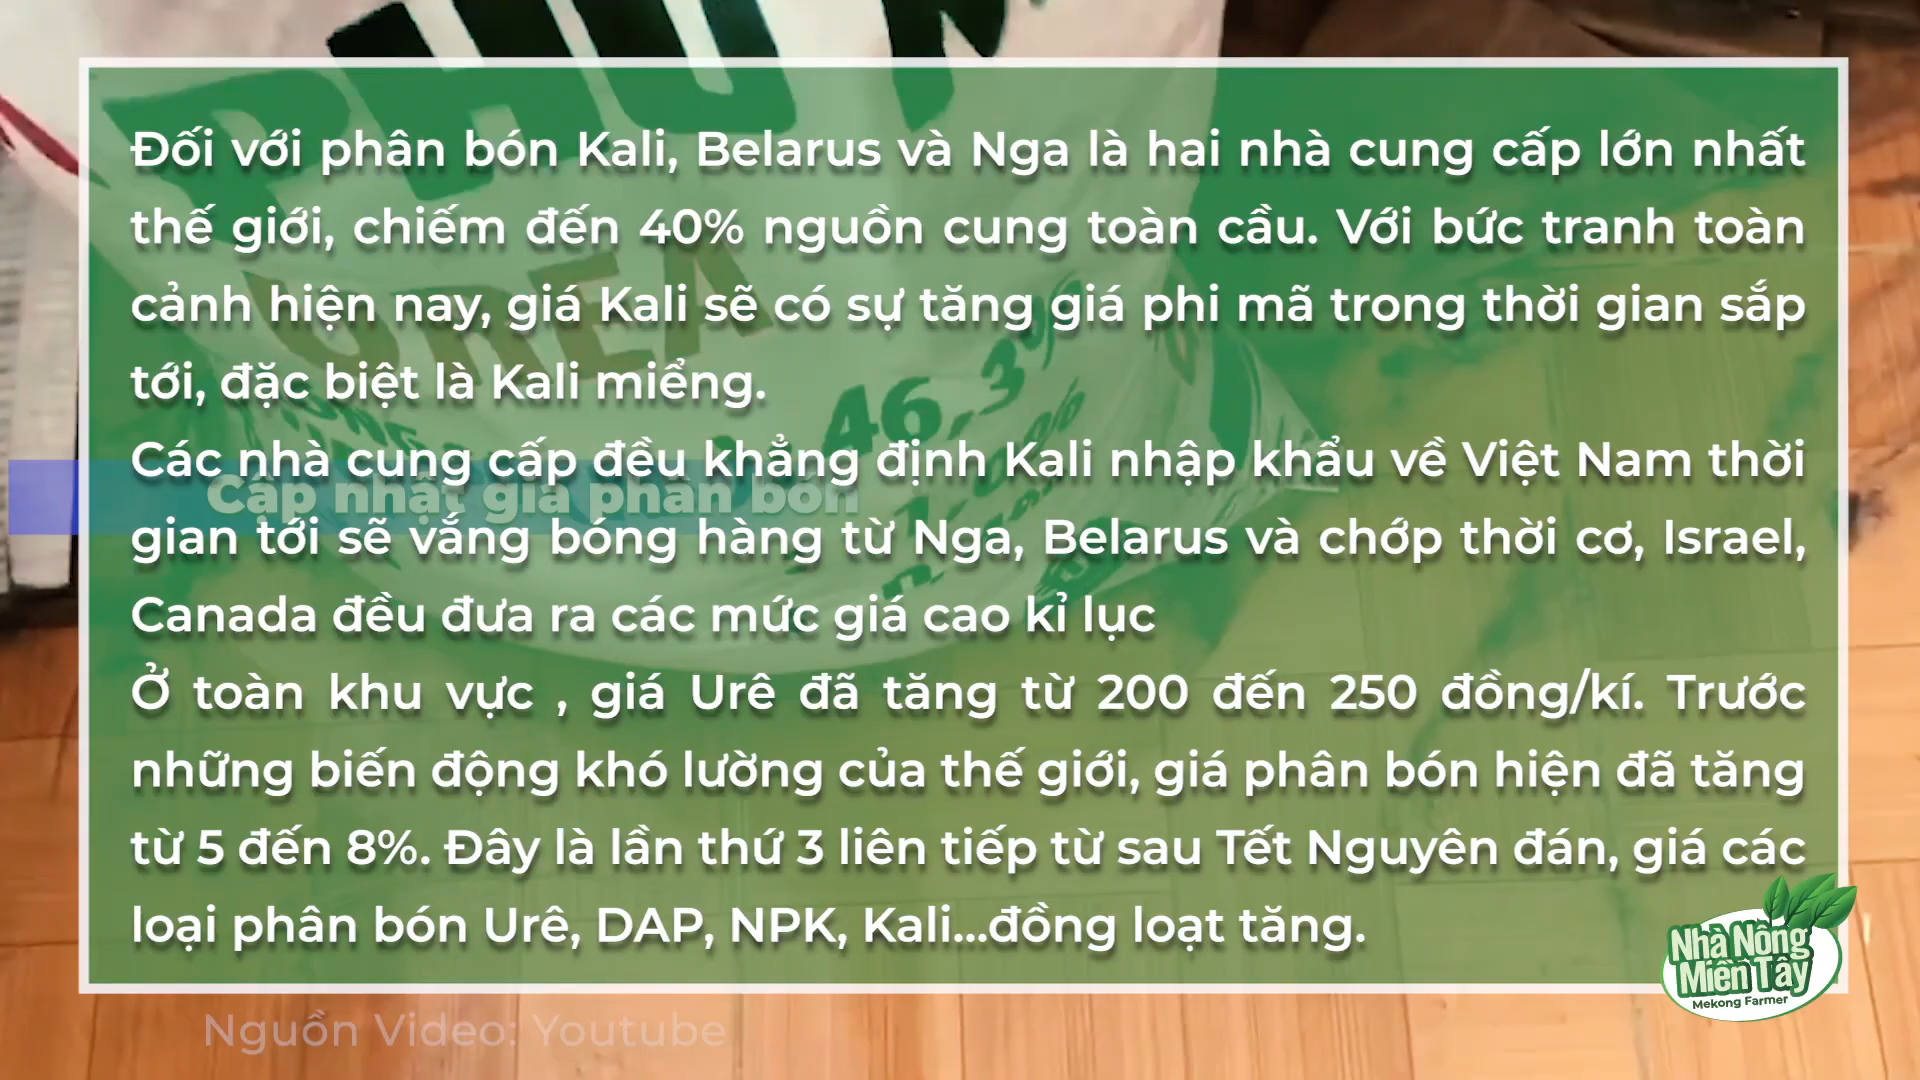 Đối với phân bón Kali, Belarus và Nga là hai nhà cung cấp lớn nhất
thế giới, chiếm đến 40% nguồn cung toàn cầu. Với bức tranh toàn
cảnh hiện nay, giá Kali sẽ có sự tăng giá phi mã trong thời gian sắp
tới, đặc biệt là Kali miểng.
Các nhà cung cấp đều khẳng định Kali nhập khẩu về Việt Nam thời
Cập nhật giá phân bón
gian tới sẽ vắng bóng hàng từ Nga, Belarus và chớp thời cơ, Israel,
Canada đều đưa ra các mức giá cao kỉ lục
Ở toàn khu vực , giá Urê đã tăng từ 200 đến 250 đồng/kí. Trước
những biến động khó lường của thế giới, giá phân bón hiện đã tăng
từ 5 đến 8%. Đây là lần thứ 3 liên tiếp từ sau Tết Nguyên đán, giá các
loại phân bón Urê, DAP, NPK, Kali...đồng loạt tăng.
46,3%
Nhà Nông
Miền Tây
Mekong Farmer
Nguồn Video: Youtube